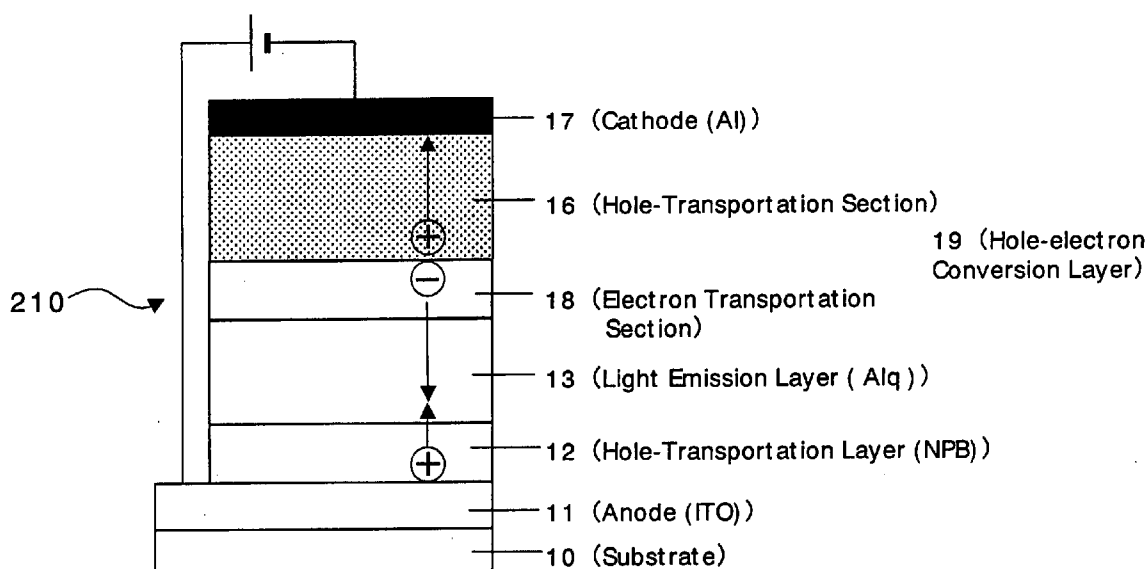 17 (Cathode (Al))
16 (Hole-Transportation Section)
19 (Hole-electron
Conversion Layer)
210
18 (Electron Transportation
Section)
13 (Light Emission Layer ( Alq ))
12 (Hole-Transportation Layer (NPB))
11 (Anode (ITO))
10 (Substrate)